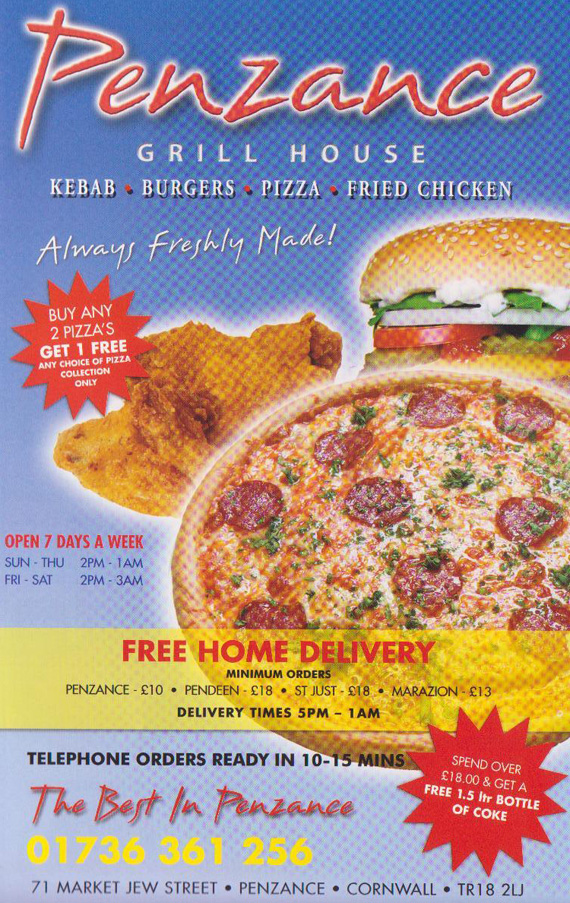 Penzance
GRILL HOUSE
KEBAB • BURGERS • PIZZA • FRIED CHICKEN
Always Freshly Made!
BUY ANY
2 PIZZA'S
GET 1 FREE
ANY CHOICE OF PIZZA
COLLECTION
ONLY
OPEN 7 DAYS A WEEK
SUN - THU 2PM - 1AM
FRI - SAT 2PM - 3AM
FREE HOME DELIVERY
MINIMUM ORDERS
PENZANCE - £10 • PENDEEN - £18 • ST JUST - £18 • MARAZION - £13
DELIVERY TIMES 5PM – 1AM
TELEPHONE ORDERS READY IN 10-15 MINS
SPEND OVER
£18.00 & GET A
FREE 1.5 ltr BOTTLE
OF COKE
The Best In Penzance
01736 361 256
71 MARKET JEW STREET • PENZANCE • CORNWALL • TR18 2LJ